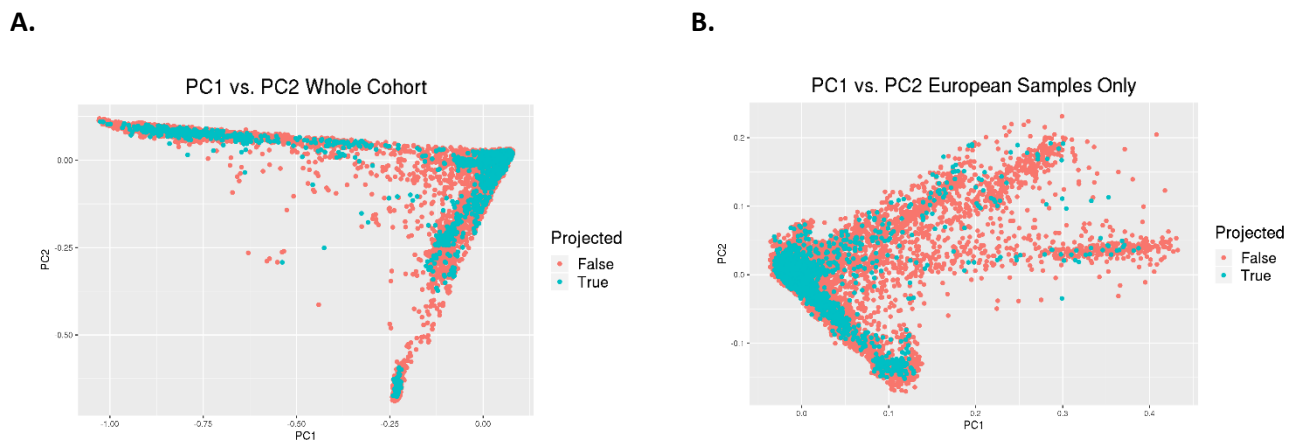 A.
B.
PC1 vs. PC2 Whole Cohort
PC1 vs. PC2 European Samples Only
0.00
-0.25
-0.50
PC2
-1.00
-0.75
-0.50
-0.25
0.00
PC1
Projected
False
True
0.2
0.1
0.0
-0.1
PC2
0.0
0.1
0.2
0.3
0.4
PC1
Projected
False
True